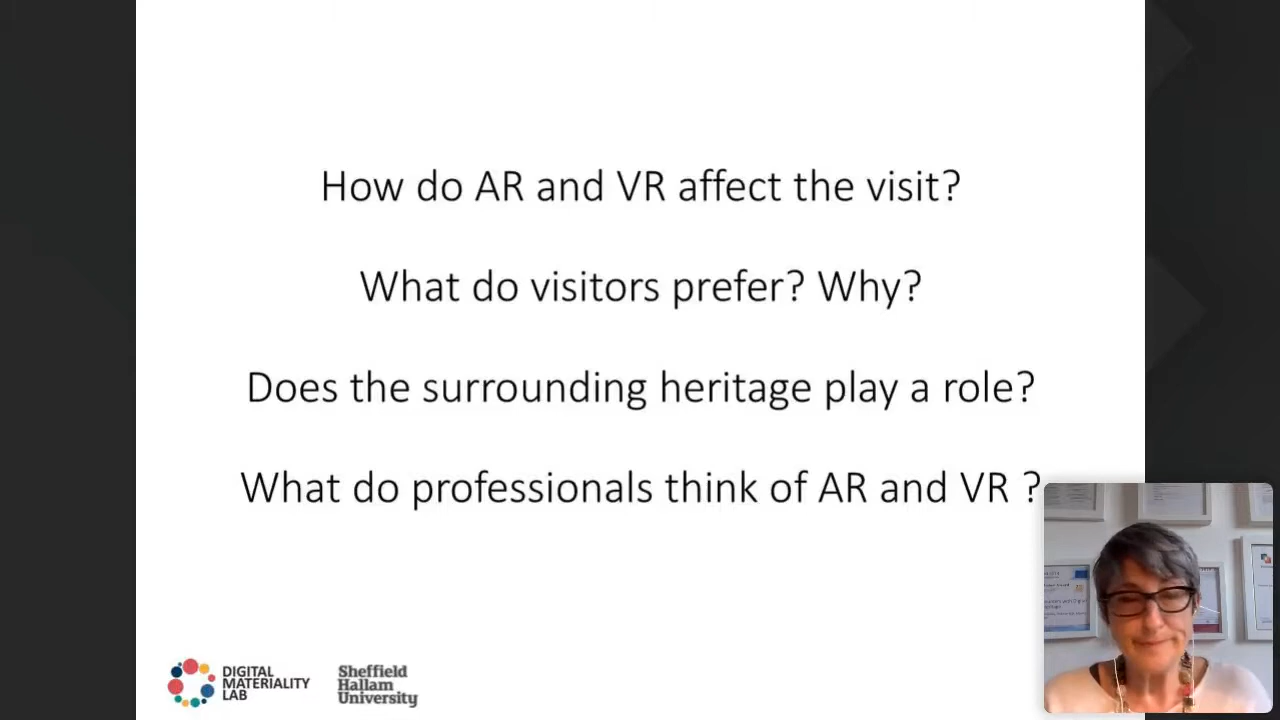 How do AR and VR affect the visit?
What do visitors prefer? Why?
Does the surrounding heritage play a role?
What do professionals think of AR and VR ?
DIGITAL
MATERIALITY
LAB
Sheffield
Hallam
University